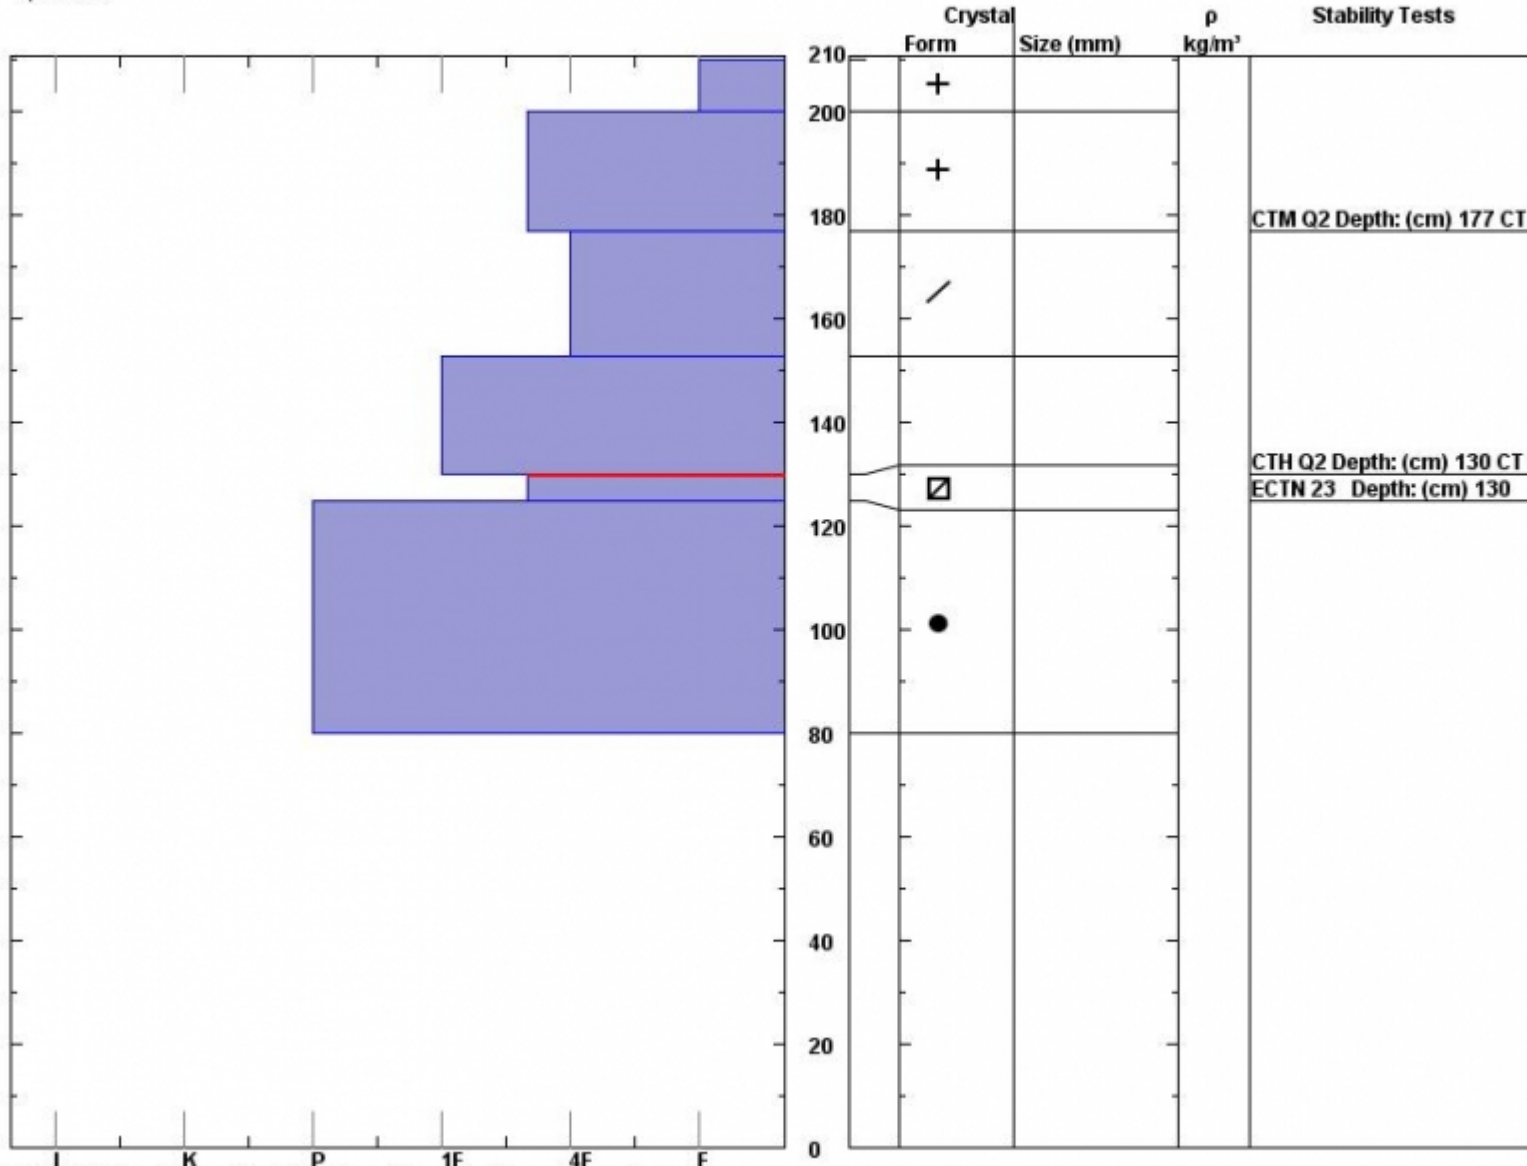 Crystal ρ Stability Tests
Form Size (mm) kg/m³
210
200
180
CTM Q2 Depth: (cm) 177 CT
160
140
CTH Q2 Depth: (cm) 130 CT
ECTN 23 Depth: (cm) 130
120
100
80
60
40
20
0
I K P 1F 4F F